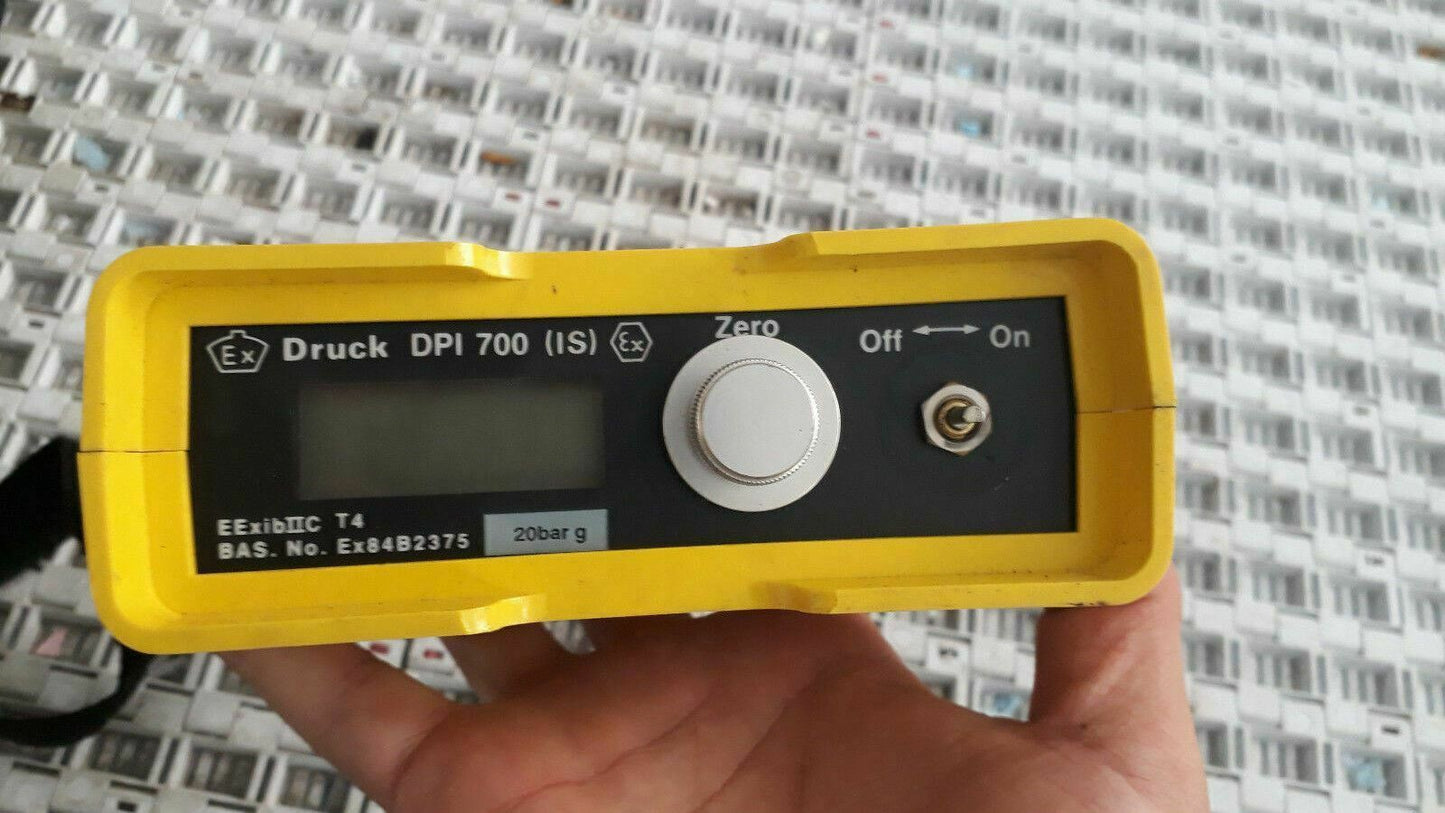 Ex Druck DPI 700 (IS) Ex
Zero
Off On
EExibIIC T4
BAS. No. Ex84B2375
20bar g